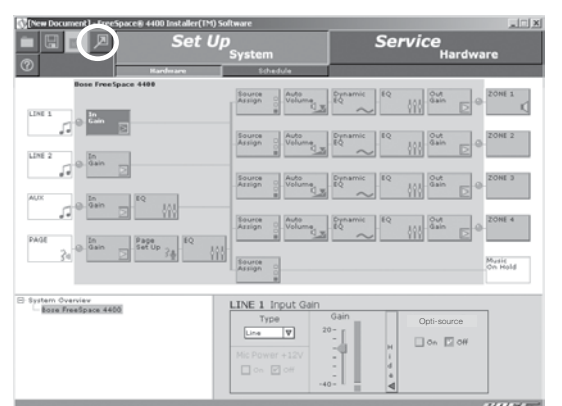 [New Document] - FreeSpace® 4400 Installer(TM) Software
Set Up
System
Service
Hardware
Hardware
Schedule
Bose FreeSpace 4400
LINE 1
In Gain
Source Assign
Auto Volume
Dynamic EQ
EQ
Out Gain
ZONE 1
LINE 2
In Gain
Source Assign
Auto Volume
Dynamic EQ
EQ
Out Gain
ZONE 2
AUX
In Gain
EQ
Source Assign
Auto Volume
Dynamic EQ
EQ
Out Gain
ZONE 3
PAGE
In Gain
Page Set Up
EQ
Source Assign
Auto Volume
Dynamic EQ
EQ
Out Gain
ZONE 4
Source Assign
Music On Hold
System Overview
Bose FreeSpace 4400
LINE 1 Input Gain
Type
Line
Mic Power +12V
On
Off
Gain
20-
-40-
Hide
Opti-source
On
Off